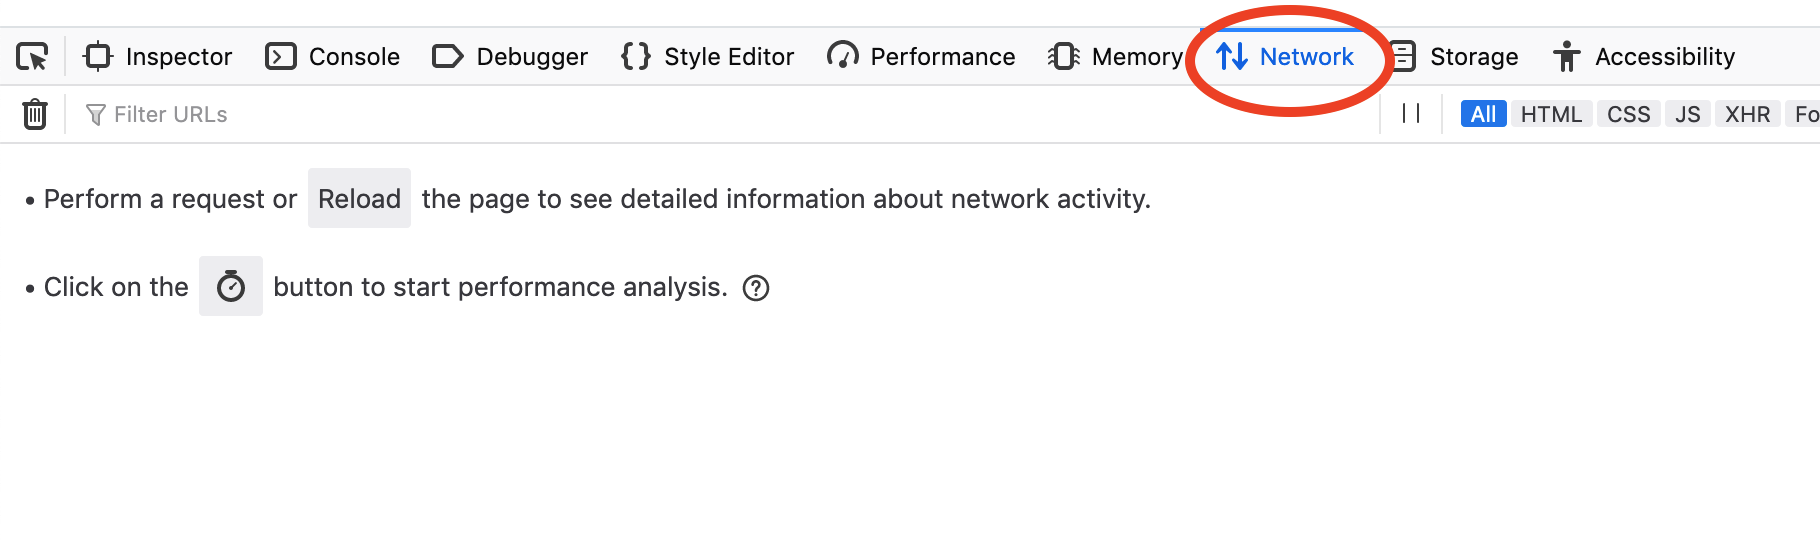 Inspector Console Debugger Style Editor Performance Memory Network Storage Accessibility
Filter URLs All HTML CSS JS XHR Fo
• Perform a request or Reload the page to see detailed information about network activity.
• Click on the button to start performance analysis. ?